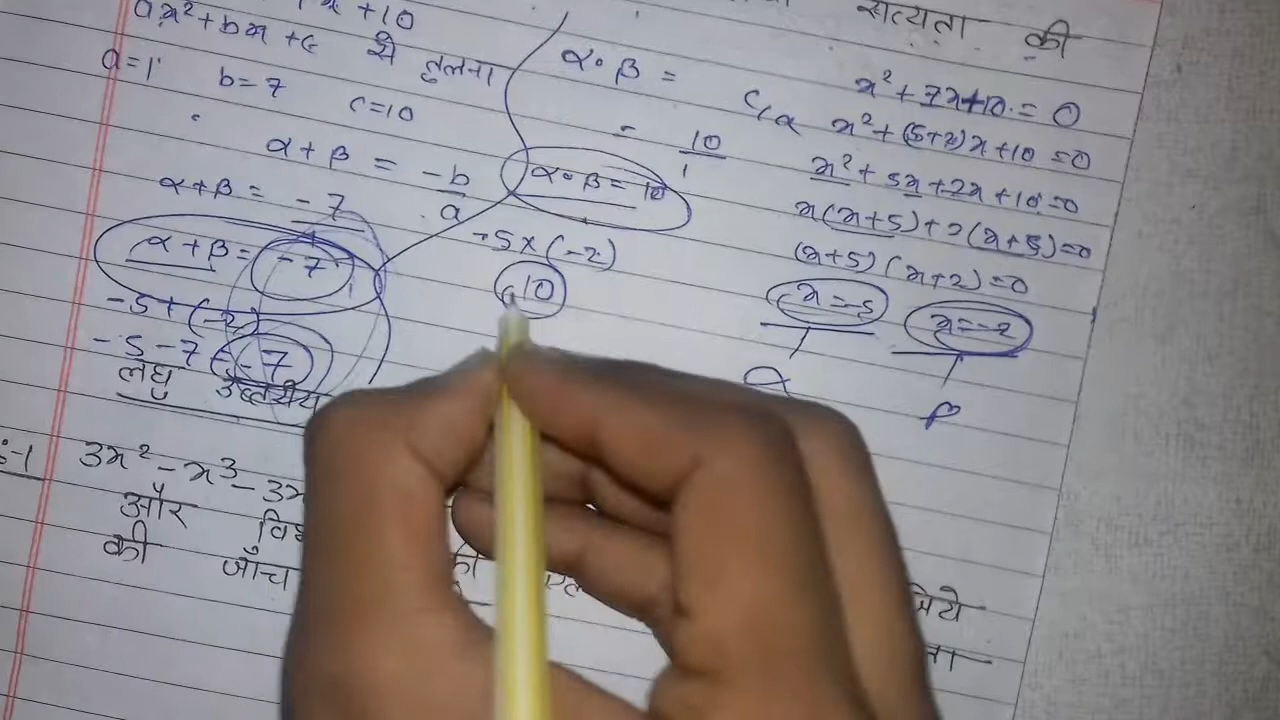 सत्यता की
x + 10
ax² + bx + c से तुलना
a=1 b=7 c=10
α + β = -b/a
α+β = -7
α + β = -7
-5 + (-2)
-5 -7 = -7
α∘β = c/a
= 10/1
α∘β = 10
-5×(-2)
10
x² + 7x+10 = 0
x² + (5+2)x + 10 = 0
x² + 5x + 2x + 10 = 0
x(x+5) + 2(x+5) = 0
(x+5) (x+2) = 0
x = -5 x = -2
α β
लघु उत्तरीय
:-1 3x² - x³ - 3x
और
की जाँच